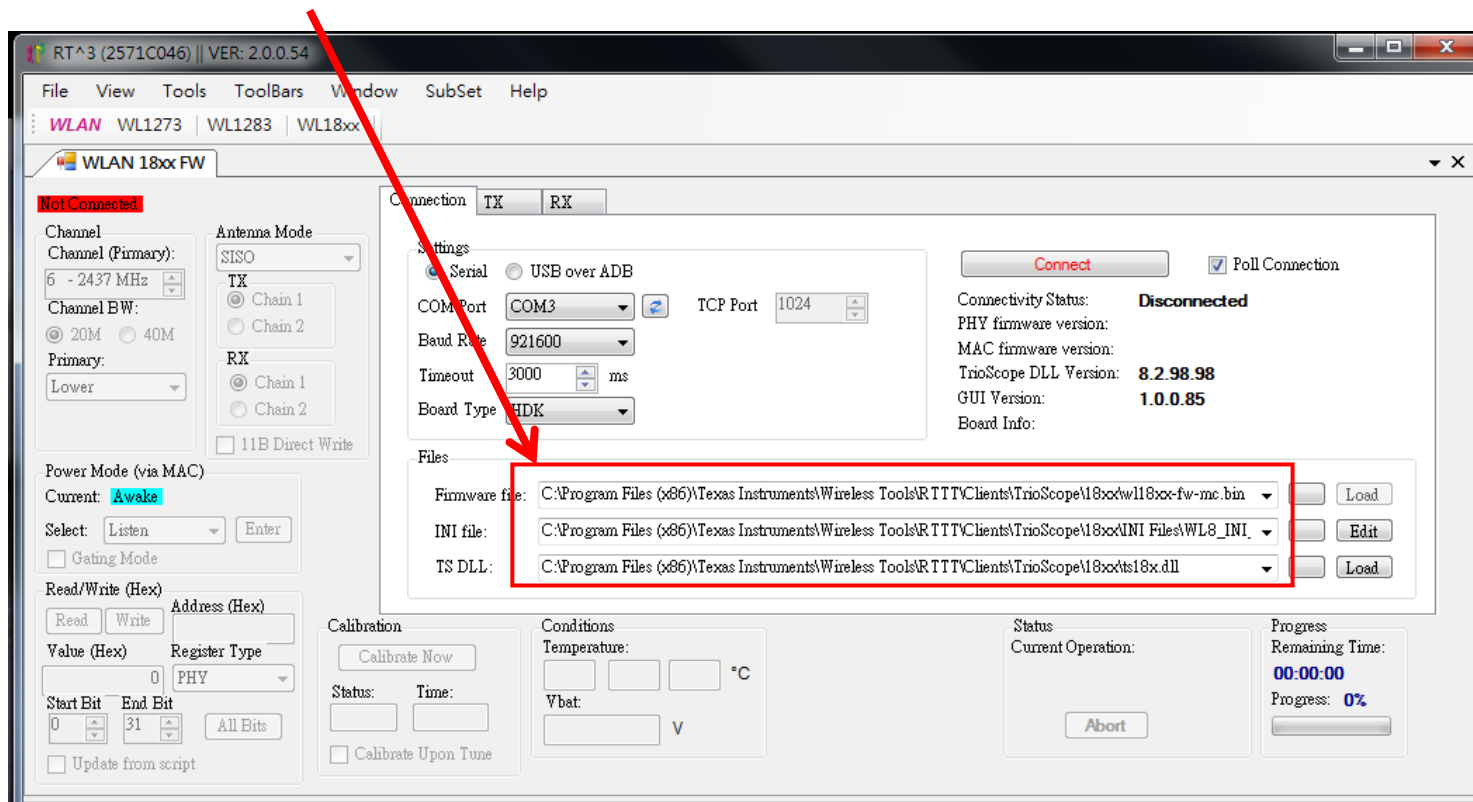 RT^3 (2571C046) || VER: 2.0.0.54
File View Tools ToolBars Window SubSet Help
WLAN WL1273 WL1283 WL18xx
WLAN 18xx FW
Not Connected
Channel
Channel (Pirmary):
6 - 2437 MHz
Channel BW:
20M 40M
Primary:
Lower
Antenna Mode
SISO
TX
Chain 1
Chain 2
RX
Chain 1
Chain 2
11B Direct Write
Power Mode (via MAC)
Current: Awake
Select: Listen Enter
Gating Mode
Read/Write (Hex)
Read Write Address (Hex)
Value (Hex) Register Type
0 PHY
Start Bit End Bit
0 31 All Bits
Update from script
Connection TX RX
Settings
Serial USB over ADB
COM Port COM3 TCP Port 1024
Baud Rate 921600
Timeout 3000 ms
Board Type HDK
Connect Poll Connection
Connectivity Status: Disconnected
PHY firmware version:
MAC firmware version:
TrioScope DLL Version: 8.2.98.98
GUI Version: 1.0.0.85
Board Info:
Files
Firmware file: C:\Program Files (x86)\Texas Instruments\Wireless Tools\RTTT\Clients\TrioScope\18xx\wl18xx-fw-mc.bin Load
INI file: C:\Program Files (x86)\Texas Instruments\Wireless Tools\RTTT\Clients\TrioScope\18xx\INI Files\WL8_INI_ Edit
TS DLL: C:\Program Files (x86)\Texas Instruments\Wireless Tools\RTTT\Clients\TrioScope\18xx\ts18x.dll Load
Calibration
Calibrate Now
Status: Time:
Calibrate Upon Tune
Conditions
Temperature:
°C
Vbat:
V
Status
Current Operation:
Abort
Progress
Remaining Time:
00:00:00
Progress: 0%